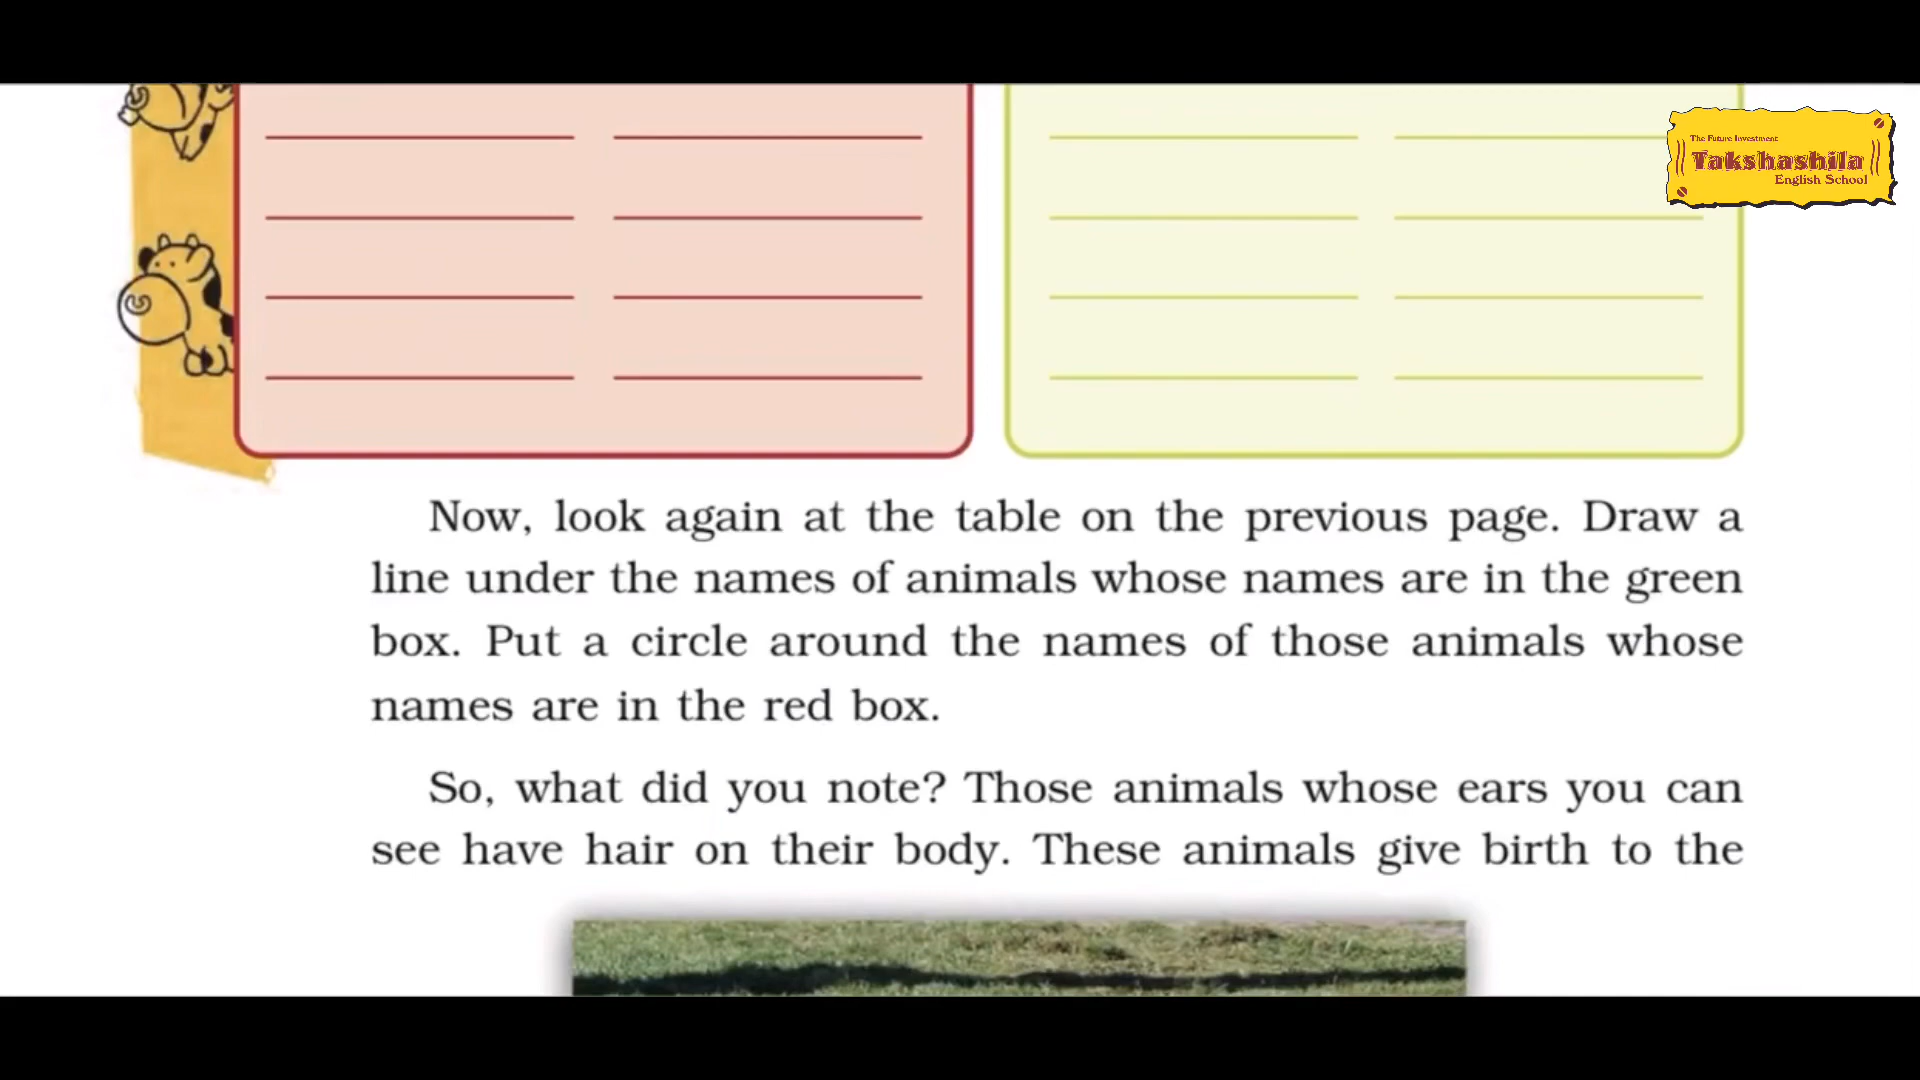 The Future Investment
Takshashila
English School
Now, look again at the table on the previous page. Draw a
line under the names of animals whose names are in the green
box. Put a circle around the names of those animals whose
names are in the red box.
So, what did you note? Those animals whose ears you can
see have hair on their body. These animals give birth to the